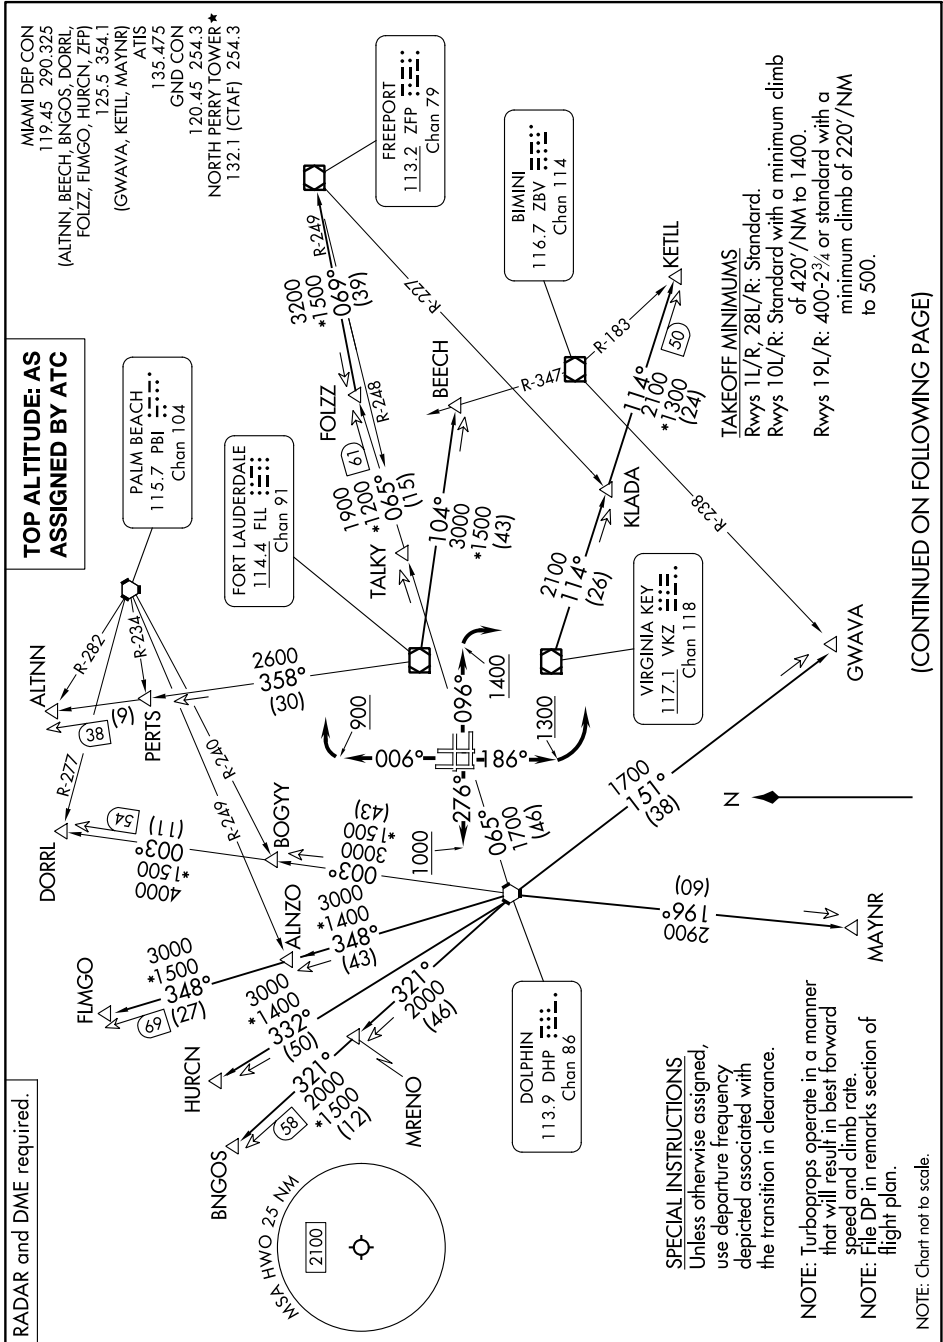 RADAR and DME required.
TOP ALTITUDE: AS
ASSIGNED BY ATC
MIAMI DEP CON
119.45 290.325
(ALTNN, BEECH, BNGOS, DORRL,
FOLZZ, FLMGO, HURCN, ZFP)
125.5 354.1
(GWAVA, KETLL, MAYNR)
ATIS
135.475
GND CON
120.45 254.3
NORTH PERRY TOWER★
132.1 (CTAF) 254.3
PALM BEACH
115.7 PBI
Chan 104
FORT LAUDERDALE
114.4 FLL
Chan 91
FREEPORT
113.2 ZFP
Chan 79
BIMINI
116.7 ZBV
Chan 114
VIRGINIA KEY
117.1 VKZ
Chan 118
DOLPHIN
113.9 DHP
Chan 86
ALTNN
38
(9)
PERTS
2600
358°
(30)
R-282
R-234
R-277
R-240
R-249
DORRL
54
4000
*1500
003°
(11)
BOGYY
3000
*1500
(43)
003°
FLMGO
69
3000
*1500
348°
(27)
ALNZO
3000
*1400
348°
(43)
HURCN
3000
*1400
332°
(50)
BNGOS
58
321°
2000
*1500
(12)
MRENO
321°
2000
(46)
MSA HWO 25 NM
2100
FOLZZ
3200
*1500
069°
(39)
R-249
R-248
61
1900
*1200
065°
(15)
TALKY
065°
1700
(46)
BEECH
104°
3000
*1500
(43)
R-347
R-183
R-227
R-238
KETLL
50
114°
2100
*1300
(24)
KLADA
2100
114°
(26)
GWAVA
1700
151°
(38)
MAYNR
2900
196°
(60)
900
006°
1400
096°
1300
186°
1000
276°
N
TAKEOFF MINIMUMS
Rwys 1L/R, 28L/R: Standard.
Rwys 10L/R: Standard with a minimum climb
of 420'/NM to 1400.
Rwys 19L/R: 400-2¾ or standard with a
minimum climb of 220'/NM
to 500.
SPECIAL INSTRUCTIONS
Unless otherwise assigned,
use departure frequency
depicted associated with
the transition in clearance.
NOTE: Turboprops operate in a manner
that will result in best forward
speed and climb rate.
NOTE: File DP in remarks section of
flight plan.
NOTE: Chart not to scale.
(CONTINUED ON FOLLOWING PAGE)